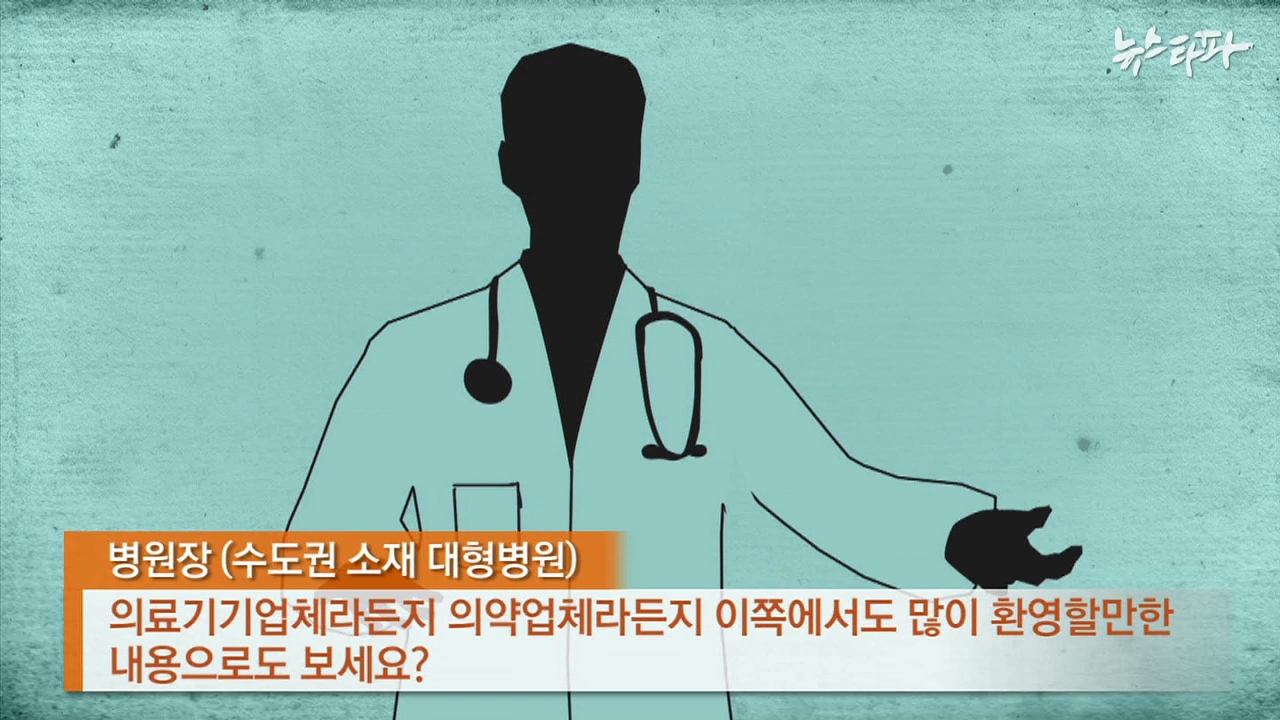 뉴스타파
병원장 (수도권 소재 대형병원)
의료기기업체라든지 의약업체라든지 이쪽에서도 많이 환영할만한
내용으로도 보세요?